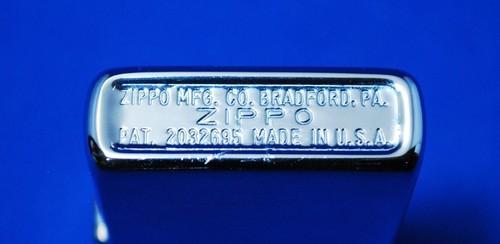 ZIPPO MFG. CO. BRADFORD. PA.
ZIPPO
PAT. 2032695 MADE IN U.S.A.